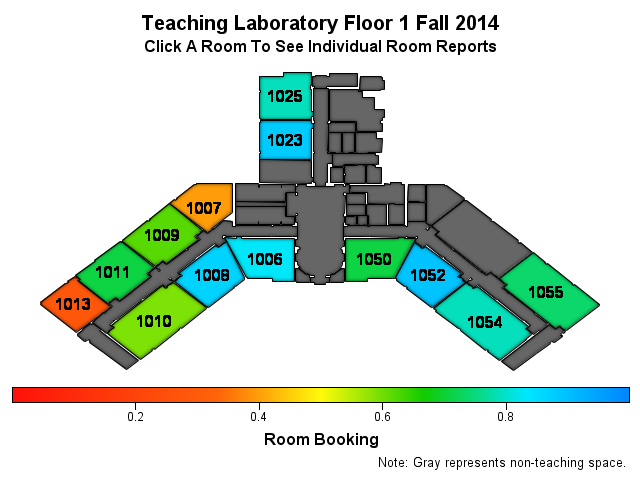 Teaching Laboratory Floor 1 Fall 2014
Click A Room To See Individual Room Reports
1025
1023
1007
1009
1011
1013
1006
1008
1010
1050
1052
1054
1055
0.2 0.4 0.6 0.8
Room Booking
Note: Gray represents non-teaching space.